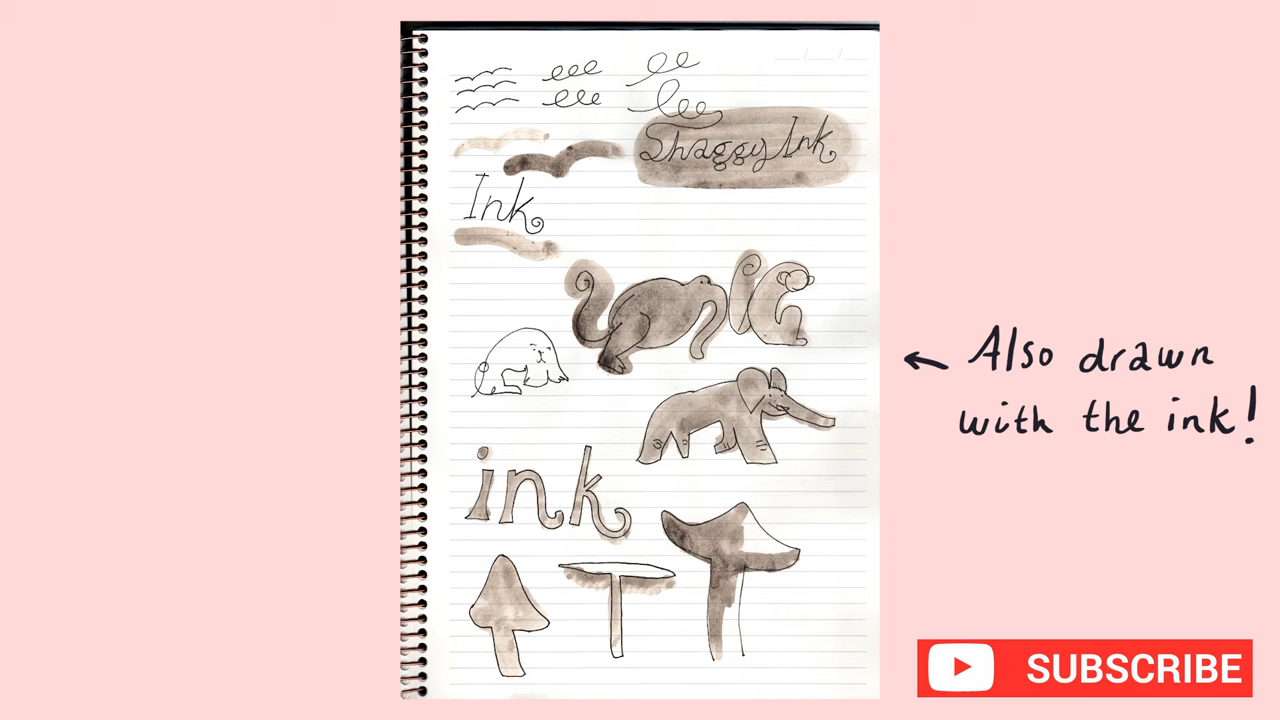 Shaggy Ink
Ink
ink
Also drawn
with the ink!
SUBSCRIBE